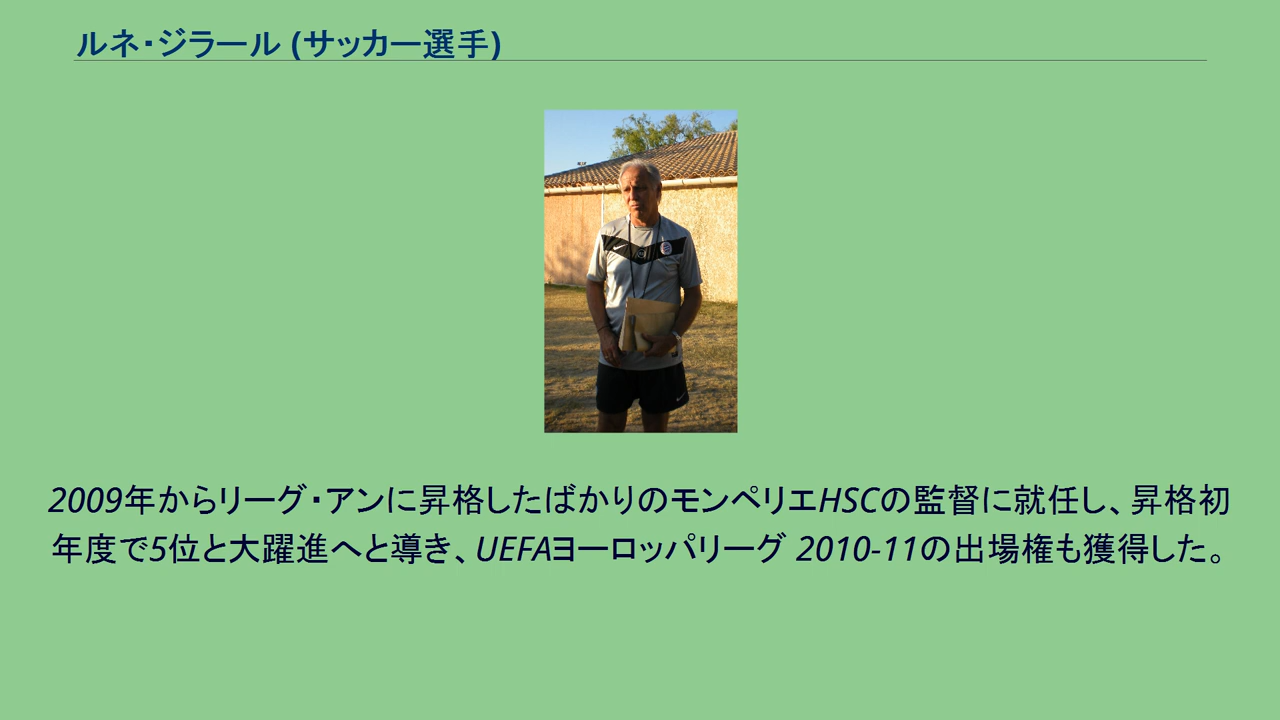 ルネ・ジラール (サッカー選手)
2009年からリーグ・アンに昇格したばかりのモンペリエHSCの監督に就任し、昇格初
年度で5位と大躍進へと導き、UEFAヨーロッパリーグ 2010-11の出場権も獲得した。